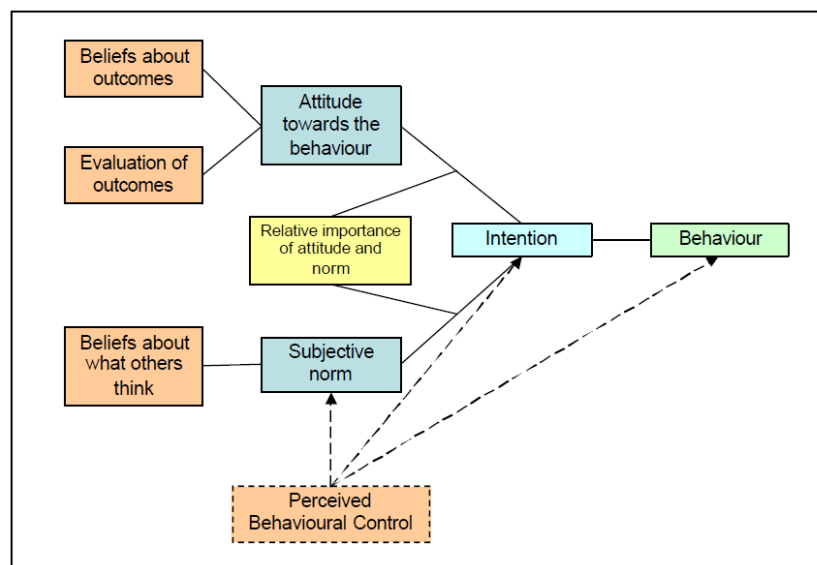 Beliefs about
outcomes
Evaluation of
outcomes
Attitude
towards the
behaviour
Relative importance
of attitude and
norm
Intention
Behaviour
Beliefs about
what others
think
Subjective
norm
Perceived
Behavioural Control